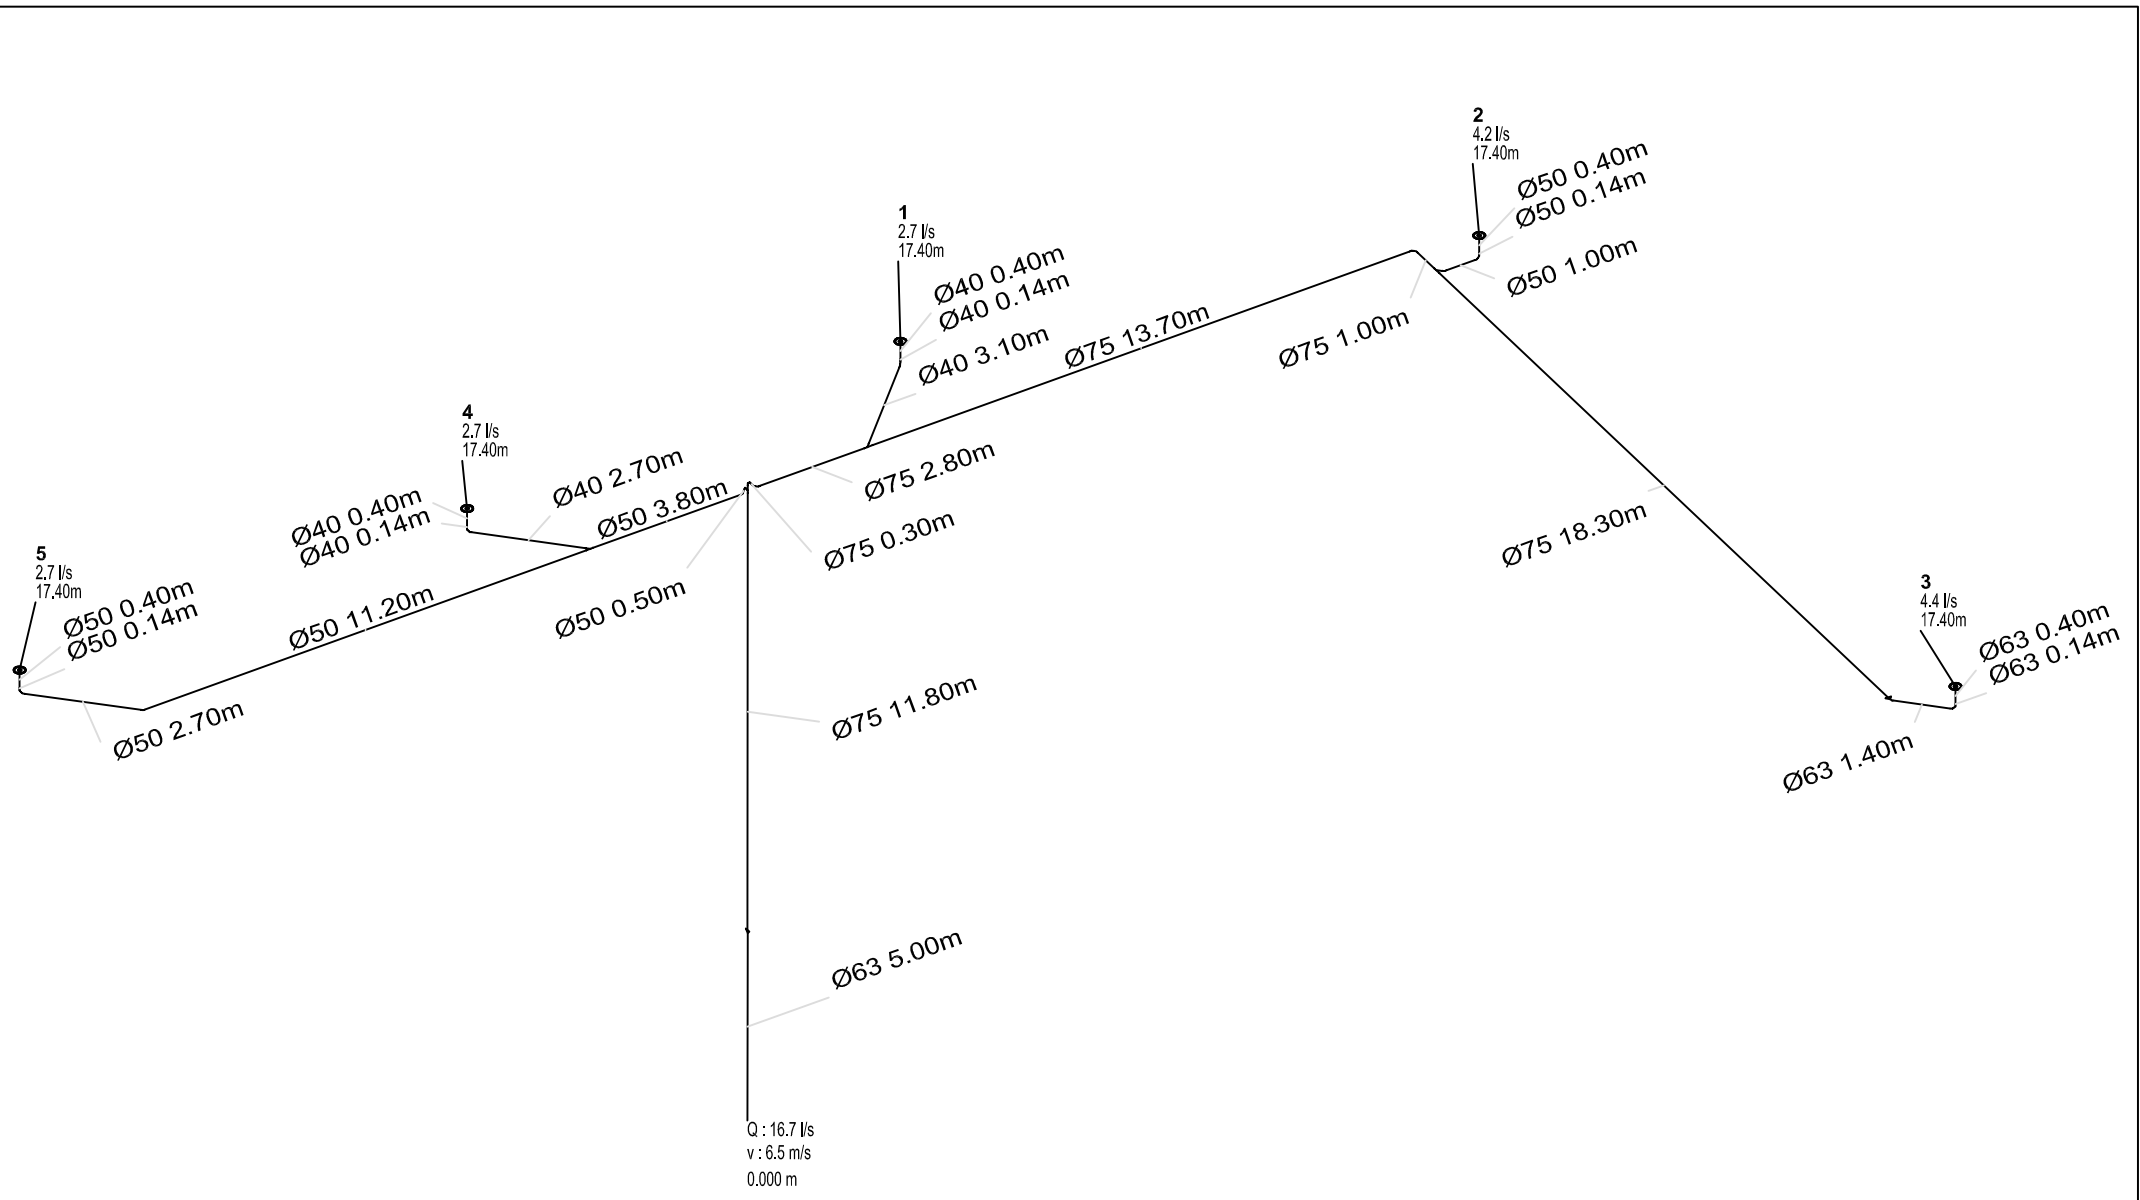 2
4.2 l/s
17.40m
Ø50 0.40m
Ø50 0.14m
Ø50 1.00m
1
2.7 l/s
17.40m
Ø40 0.40m
Ø40 0.14m
Ø40 3.10m
Ø75 13.70m
Ø75 1.00m
4
2.7 l/s
17.40m
Ø40 0.40m
Ø40 0.14m
Ø40 2.70m
Ø50 3.80m
Ø75 2.80m
Ø75 0.30m
Ø50 0.50m
Ø75 18.30m
5
2.7 l/s
17.40m
Ø50 0.40m
Ø50 0.14m
Ø50 11.20m
Ø50 2.70m
3
4.4 l/s
17.40m
Ø63 0.40m
Ø63 0.14m
Ø63 1.40m
Ø75 11.80m
Ø63 5.00m
Q : 16.7 l/s
v : 6.5 m/s
0.000 m